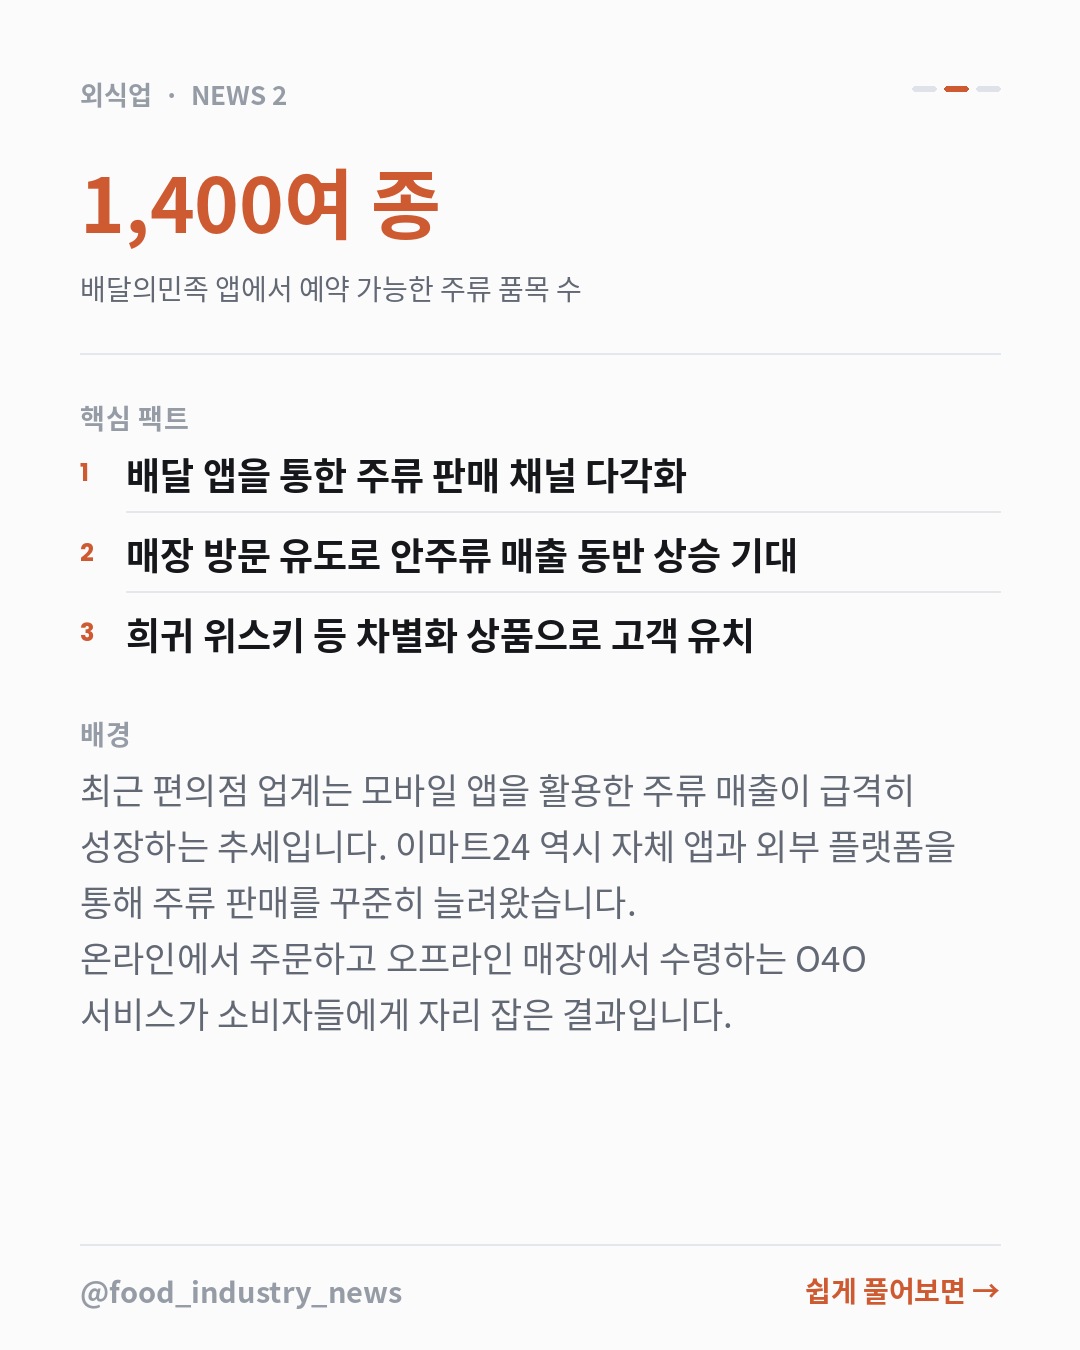 외식업 · NEWS 2
1,400여 종
배달의민족 앱에서 예약 가능한 주류 품목 수
핵심 팩트
1 배달 앱을 통한 주류 판매 채널 다각화
2 매장 방문 유도로 안주류 매출 동반 상승 기대
3 희귀 위스키 등 차별화 상품으로 고객 유치
배경
최근 편의점 업계는 모바일 앱을 활용한 주류 매출이 급격히
성장하는 추세입니다. 이마트24 역시 자체 앱과 외부 플랫폼을
통해 주류 판매를 꾸준히 늘려왔습니다.
온라인에서 주문하고 오프라인 매장에서 수령하는 O4O
서비스가 소비자들에게 자리 잡은 결과입니다.
@food_industry_news
쉽게 풀어보면 →